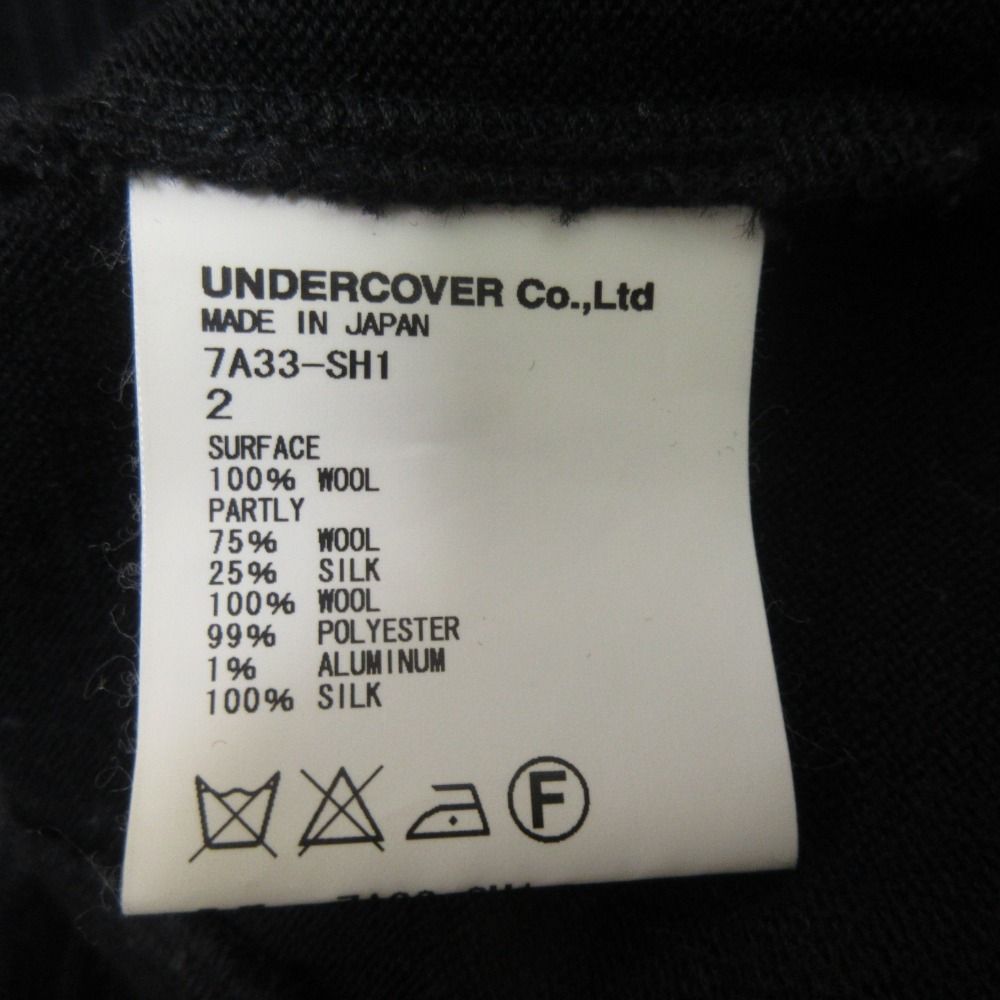 UNDERCOVER Co.,Ltd
MADE IN JAPAN
7A33-SH1
2
SURFACE
100% WOOL
PARTLY
75% WOOL
25% SILK
100% WOOL
99% POLYESTER
1% ALUMINUM
100% SILK
F